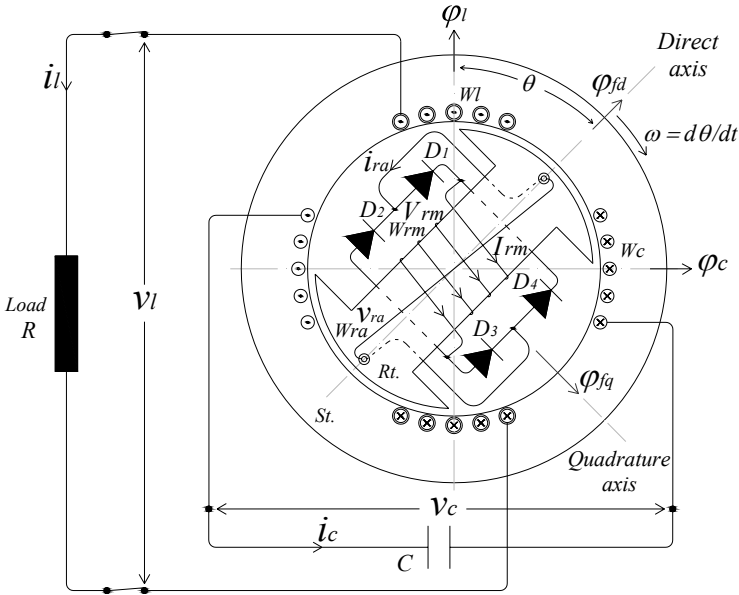 φl
Direct
axis
il
θ
φfd
Wl
ω = dθ/dt
D1
ira
D2
Vrm
Wrm
Irm
Wc
φc
D4
Load
R
vl
vra
Wra
D3
Rt.
φfq
St.
Quadrature
axis
vc
ic
C